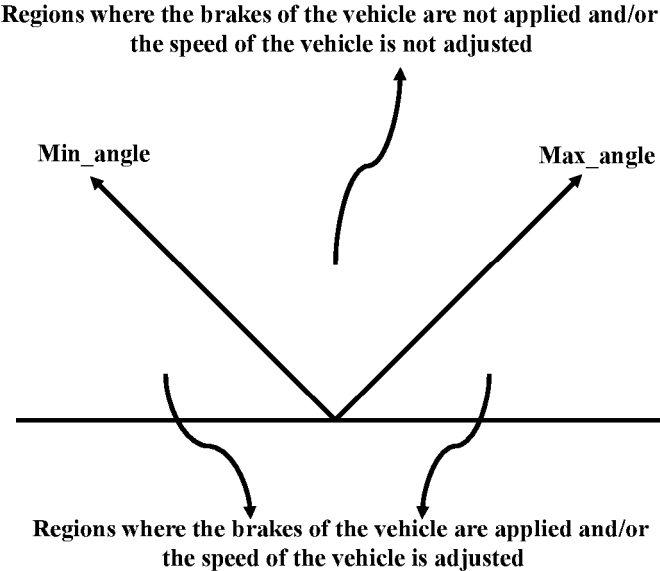 Regions where the brakes of the vehicle are not applied and/or
the speed of the vehicle is not adjusted
Min_angle
Max_angle
Regions where the brakes of the vehicle are applied and/or
the speed of the vehicle is adjusted